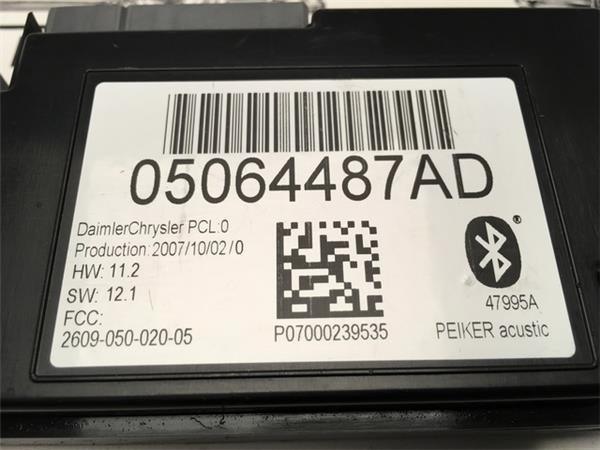 05064487AD
DaimlerChrysler PCL:0
Production: 2007/10/02/0
HW: 11.2
SW: 12.1
FCC:
2609-050-020-05
P07000239535
®
47995A
PEIKER acustic